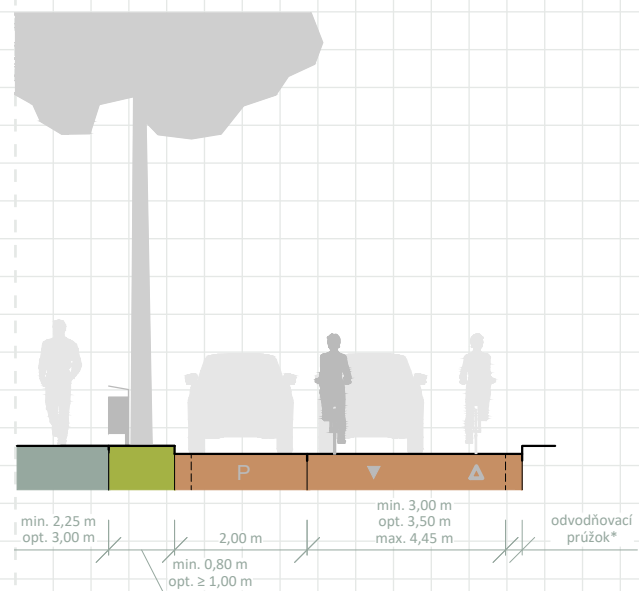 P
min. 2,25 m
opt. 3,00 m
min. 0,80 m
opt. ≥ 1,00 m
2,00 m
min. 3,00 m
opt. 3,50 m
max. 4,45 m
odvodňovací
prúžok*